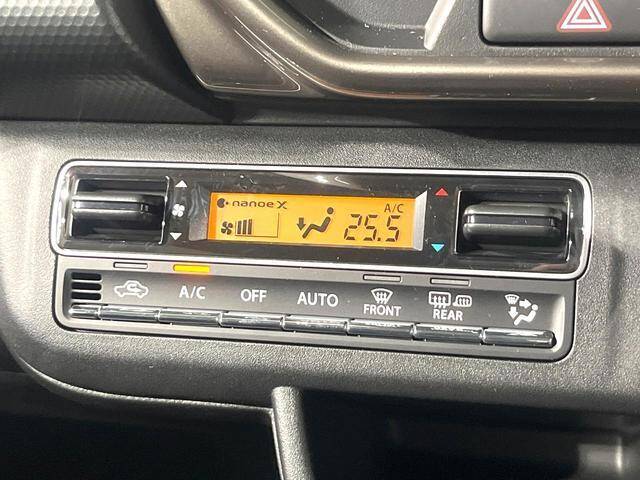 nanoe X
A/C
25.5
A/C
OFF
AUTO
FRONT
REAR